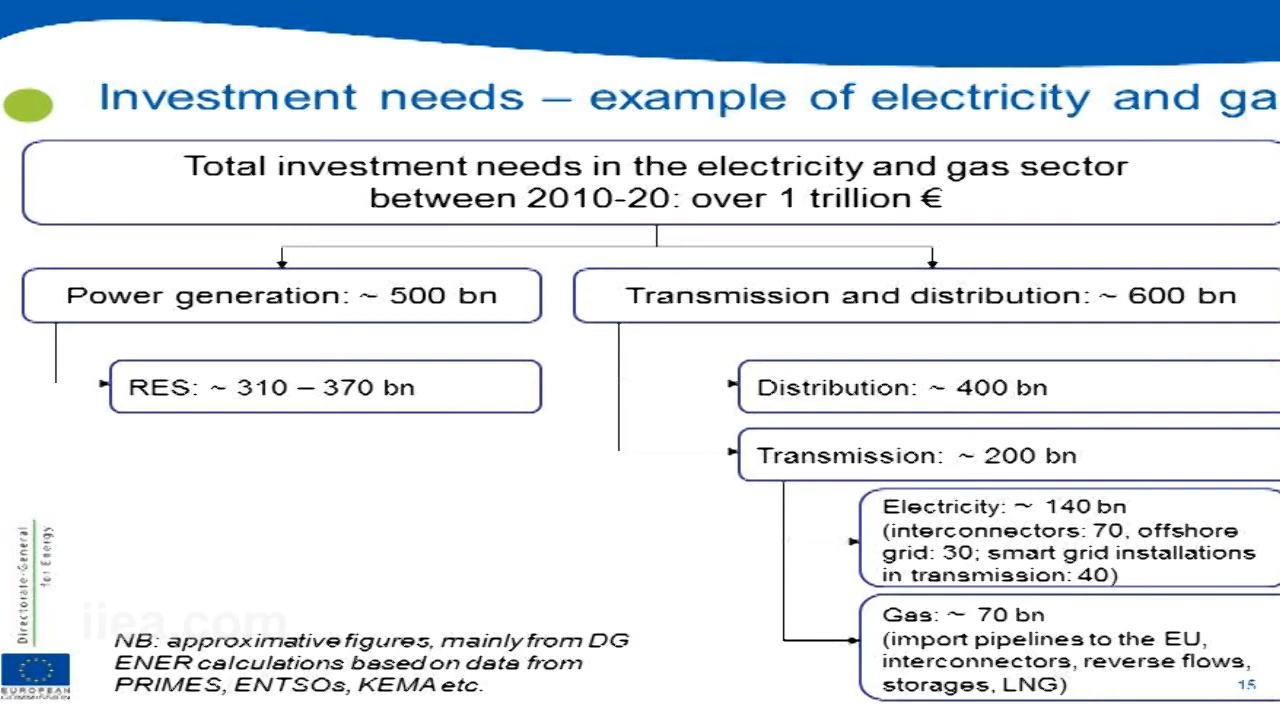 Investment needs – example of electricity and ga
Total investment needs in the electricity and gas sector
between 2010-20: over 1 trillion €
Power generation: ~ 500 bn
Transmission and distribution: ~ 600 bn
RES: ~ 310 – 370 bn
Distribution: ~ 400 bn
Transmission: ~ 200 bn
Electricity: ~ 140 bn
(interconnectors: 70, offshore
grid: 30; smart grid installations
in transmission: 40)
Gas: ~ 70 bn
(import pipelines to the EU,
interconnectors, reverse flows,
storages, LNG)
Directorate-General
for Energy
iiea.com
NB: approximative figures, mainly from DG
ENER calculations based on data from
PRIMES, ENTSOs, KEMA etc.
EUROPEAN
COMMISSION
15